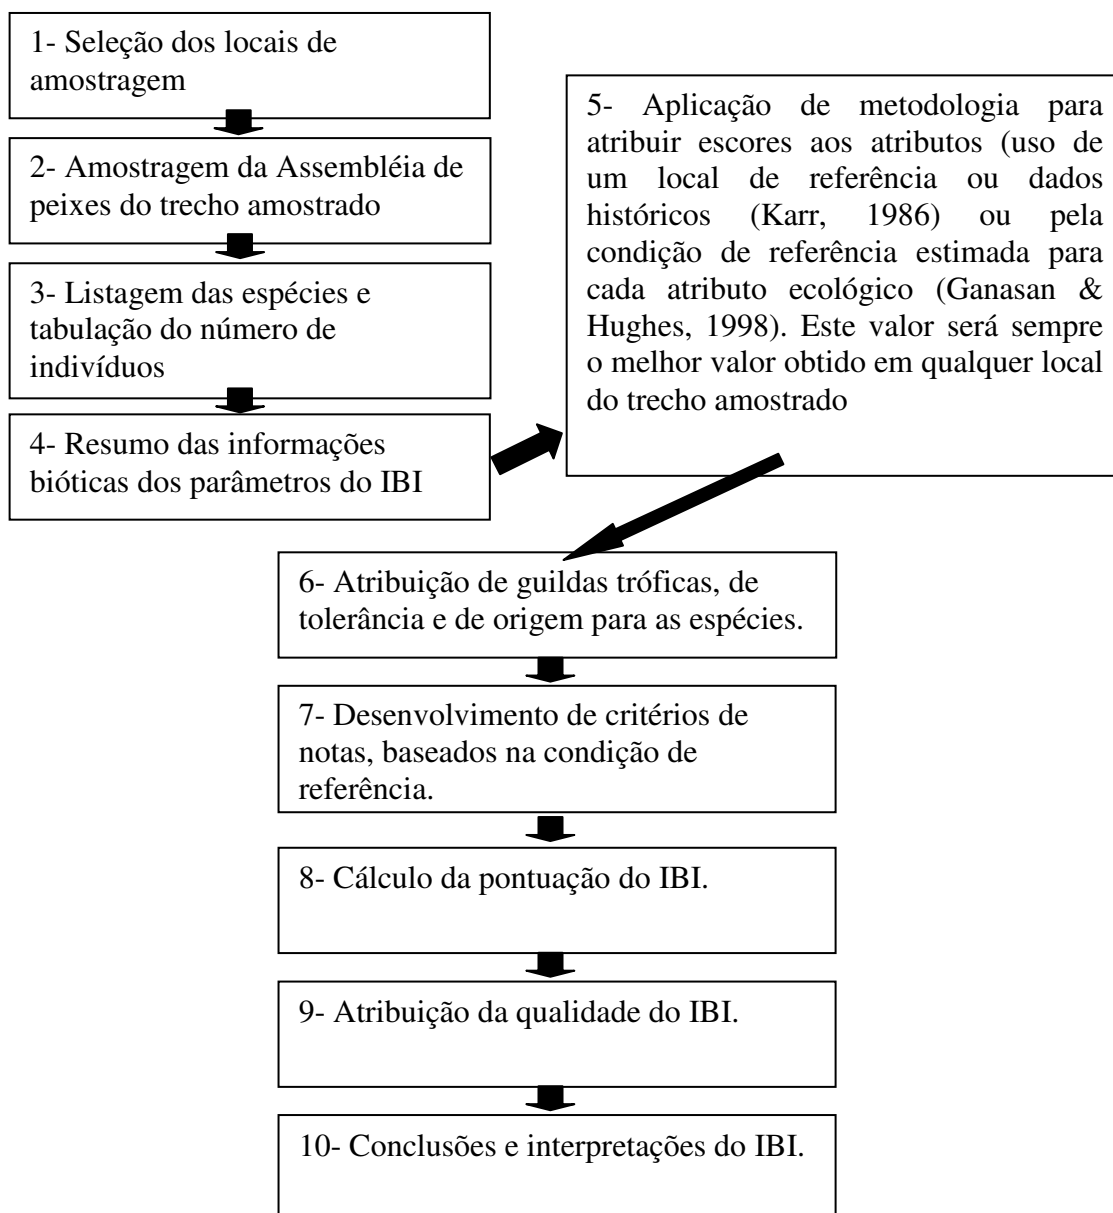 1- Seleção dos locais de
amostragem
2- Amostragem da Assembléia de
peixes do trecho amostrado
3- Listagem das espécies e
tabulação do número de
indivíduos
4- Resumo das informações
bióticas dos parâmetros do IBI
5- Aplicação de metodologia para
atribuir escores aos atributos (uso de
um local de referência ou dados
históricos (Karr, 1986) ou pela
condição de referência estimada para
cada atributo ecológico (Ganasan &
Hughes, 1998). Este valor será sempre
o melhor valor obtido em qualquer local
do trecho amostrado
6- Atribuição de guildas tróficas, de
tolerância e de origem para as espécies.
7- Desenvolvimento de critérios de
notas, baseados na condição de
referência.
8- Cálculo da pontuação do IBI.
9- Atribuição da qualidade do IBI.
10- Conclusões e interpretações do IBI.